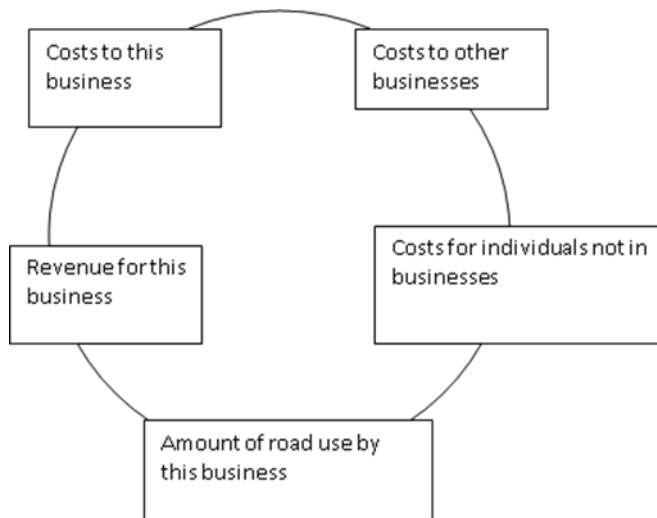 Costs to this
business
Costs to other
businesses
Revenue for this
business
Costs for individuals not in
businesses
Amount of road use by
this business